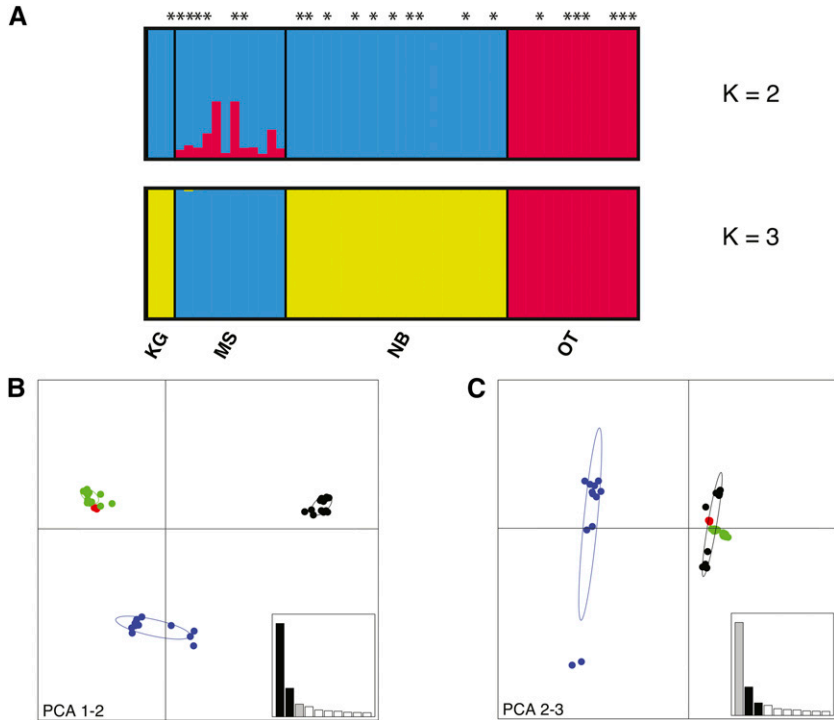 A
***** ** ** * * * * ** * * * *** ***
K = 2
K = 3
KG MS NB OT
B
PCA 1-2
C
PCA 2-3